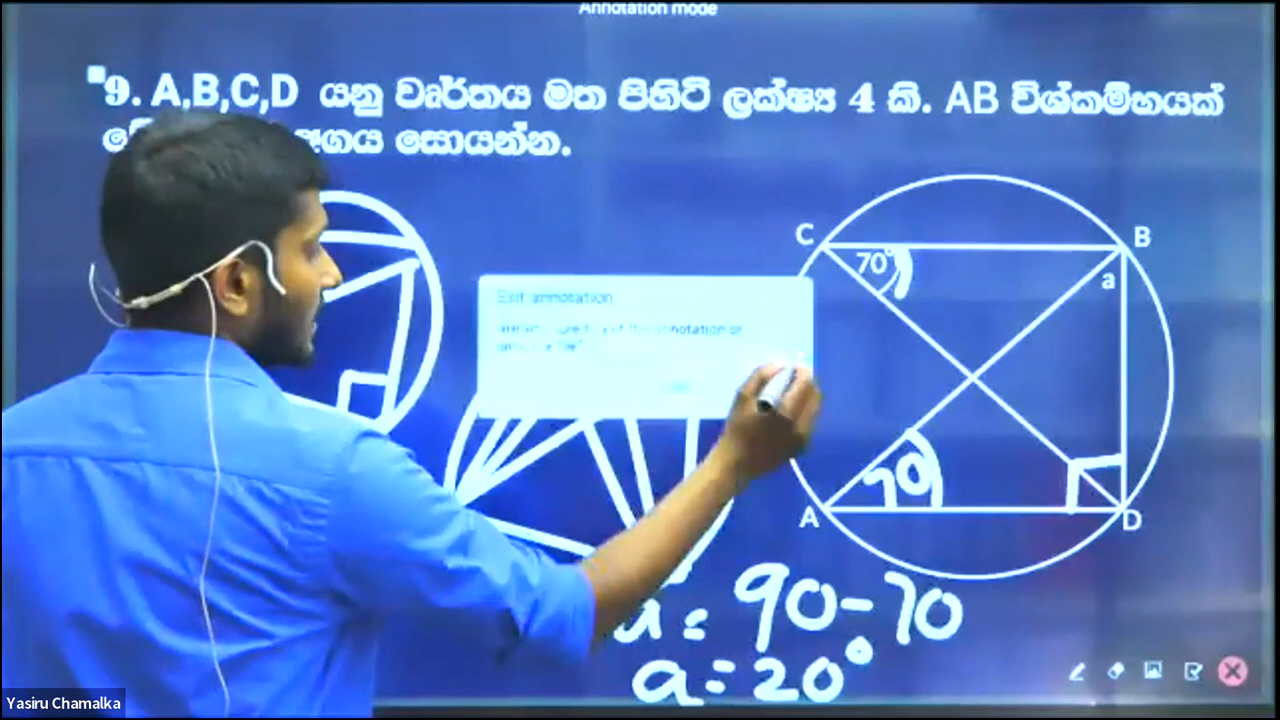 Annotation mode
9. A,B,C,D යනු වෘර්තය මත පිහිටි ලක්ෂ්‍ය 4 කි. AB විශ්කම්භයක්
අගය සොයන්න.
C
B
70°
a
Exit annotation
70
A
D
= 90-70
a = 20°
Yasiru Chamalka